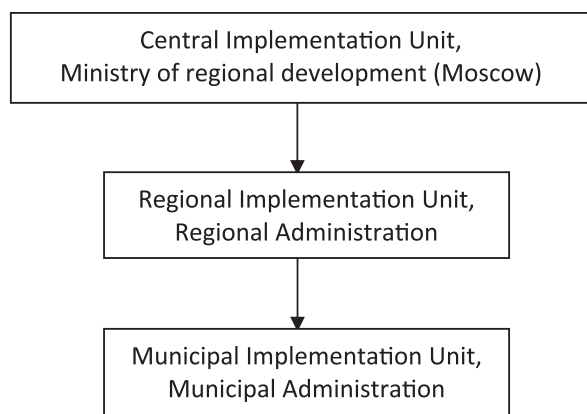 Central Implementation Unit,
Ministry of regional development (Moscow)
Regional Implementation Unit,
Regional Administration
Municipal Implementation Unit,
Municipal Administration